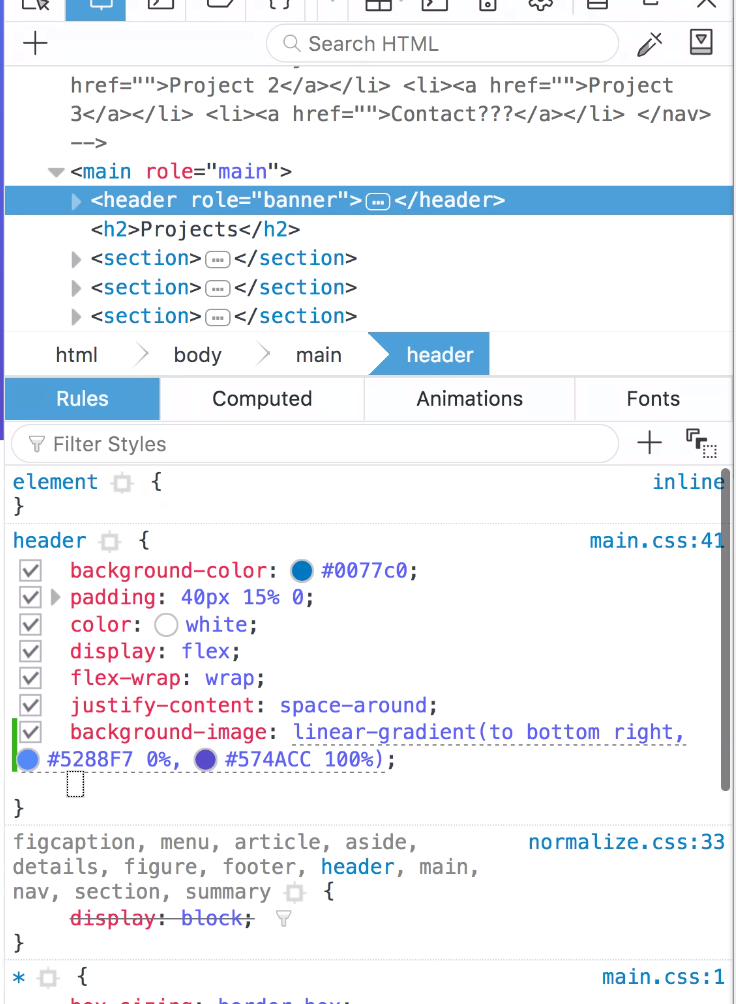 Search HTML
href="">Project 2</a></li> <li><a href="">Project
3</a></li> <li><a href="">Contact???</a></li> </nav>
-->
<main role="main">
<header role="banner">…</header>
<h2>Projects</h2>
<section>…</section>
<section>…</section>
<section>…</section>
html body main header
Rules Computed Animations Fonts
Filter Styles
element { inline
}
header { main.css:41
background-color: #0077c0;
padding: 40px 15% 0;
color: white;
display: flex;
flex-wrap: wrap;
justify-content: space-around;
background-image: linear-gradient(to bottom right,
#5288F7 0%, #574ACC 100%);
}
figcaption, menu, article, aside, normalize.css:33
details, figure, footer, header, main,
nav, section, summary {
display: block;
}
* { main.css:1
box-sizing: border-box;